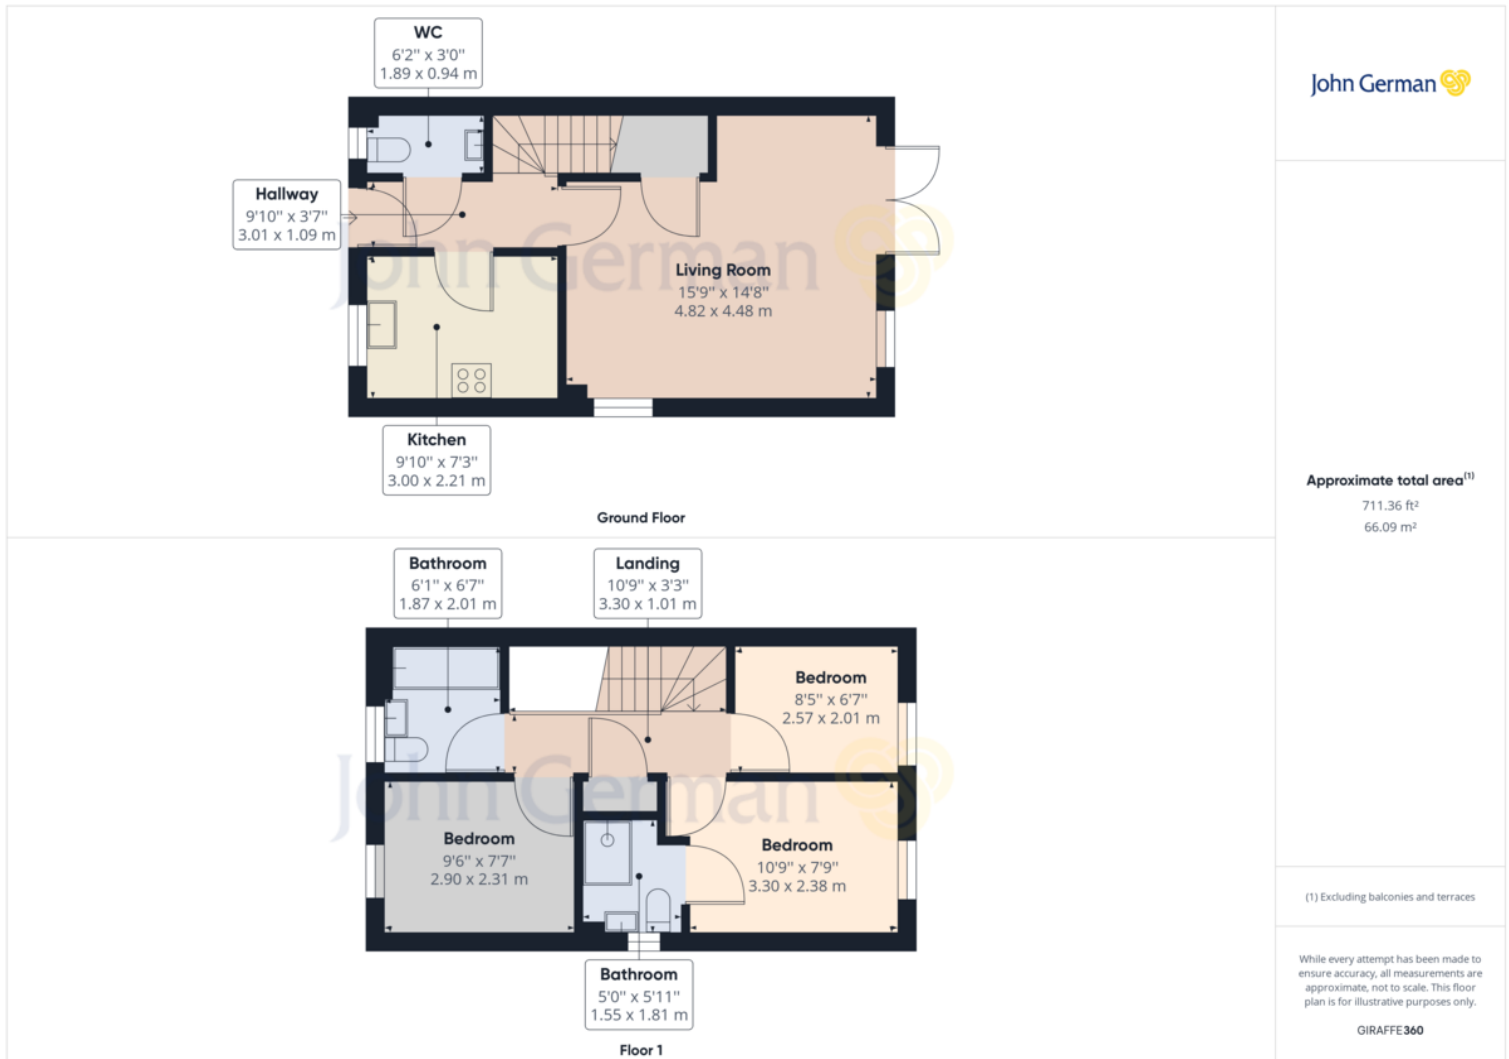 WC
6'2" x 3'0"
1.89 x 0.94 m
Hallway
9'10" x 3'7"
3.01 x 1.09 m
Living Room
15'9" x 14'8"
4.82 x 4.48 m
Kitchen
9'10" x 7'3"
3.00 x 2.21 m
John German
Ground Floor
Bathroom
6'1" x 6'7"
1.87 x 2.01 m
Landing
10'9" x 3'3"
3.30 x 1.01 m
Bedroom
8'5" x 6'7"
2.57 x 2.01 m
Bedroom
9'6" x 7'7"
2.90 x 2.31 m
Bedroom
10'9" x 7'9"
3.30 x 2.38 m
Bathroom
5'0" x 5'11"
1.55 x 1.81 m
John German
Floor 1
John German
Approximate total area(1)
711.36 ft²
66.09 m²
(1) Excluding balconies and terraces
While every attempt has been made to
ensure accuracy, all measurements are
approximate, not to scale. This floor
plan is for illustrative purposes only.
GIRAFFE360